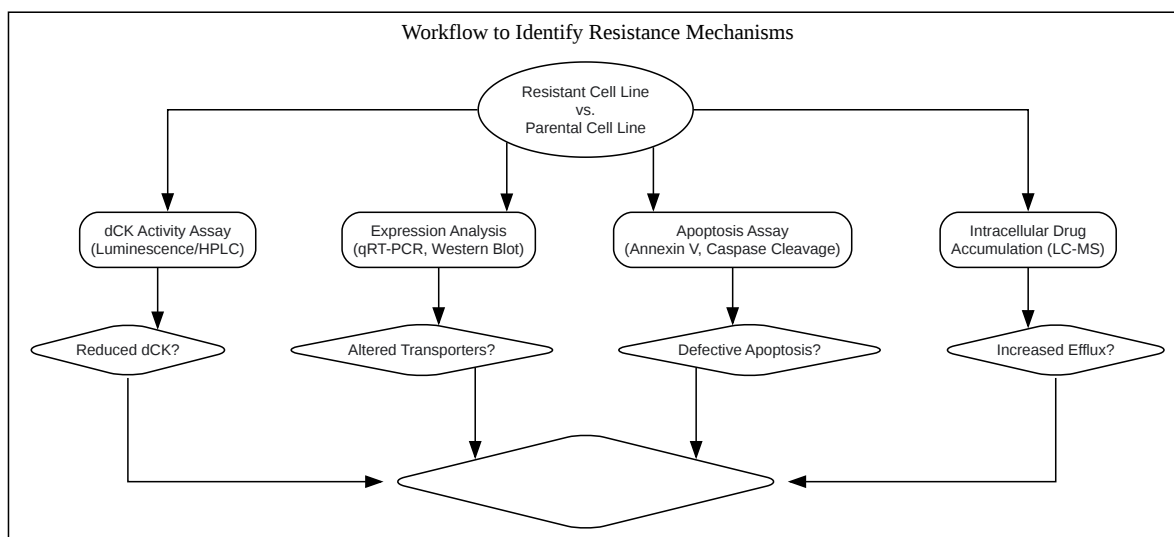 Workflow to Identify Resistance Mechanisms
Resistant Cell Line
vs.
Parental Cell Line
dCK Activity Assay
(Luminescence/HPLC)
Expression Analysis
(qRT-PCR, Western Blot)
Apoptosis Assay
(Annexin V, Caspase Cleavage)
Intracellular Drug
Accumulation (LC-MS)
Reduced dCK?
Altered Transporters?
Defective Apoptosis?
Increased Efflux?